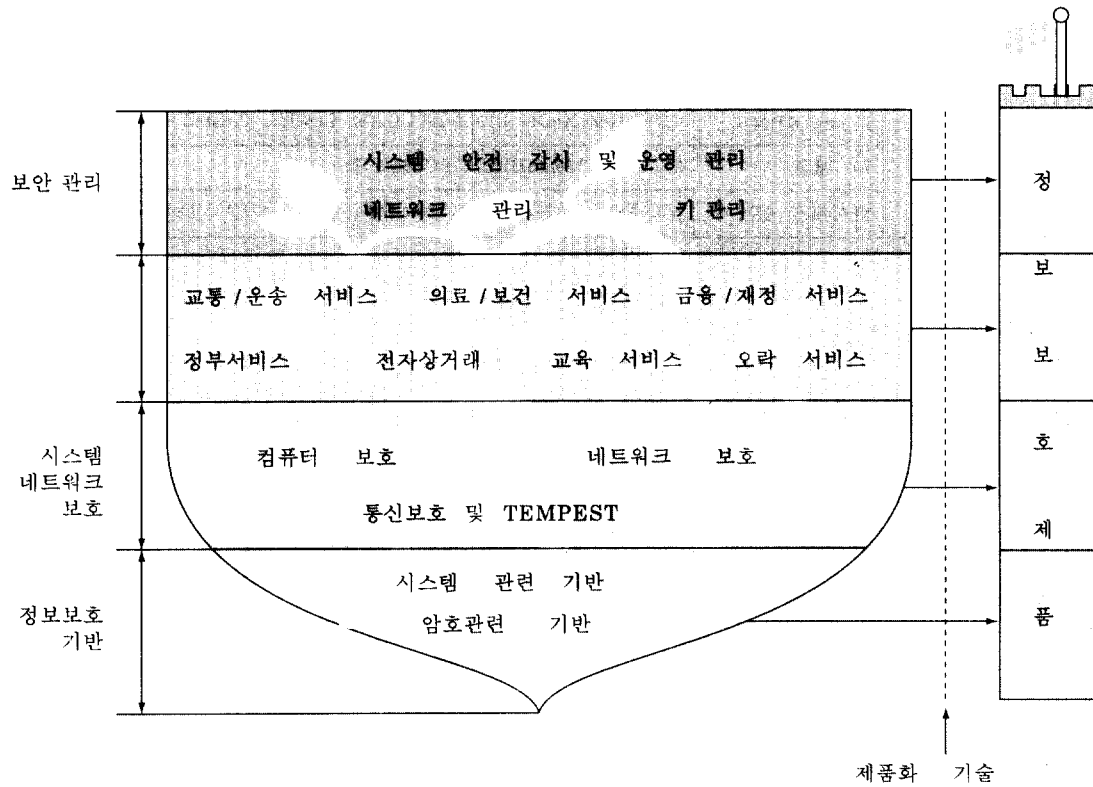 시스템 안전 감시 및 운영 관리
보안 관리
네트워크 관리 키 관리
교통/운송 서비스 의료/보건 서비스 금융/재정 서비스
정부서비스 전자상거래 교육 서비스 오락 서비스
시스템
네트워크
보호
컴퓨터 보호 네트워크 보호
통신보호 및 TEMPEST
정보보호
기반
시스템 관련 기반
암호관련 기반
정
보
보
호
제
품
제품화 기술